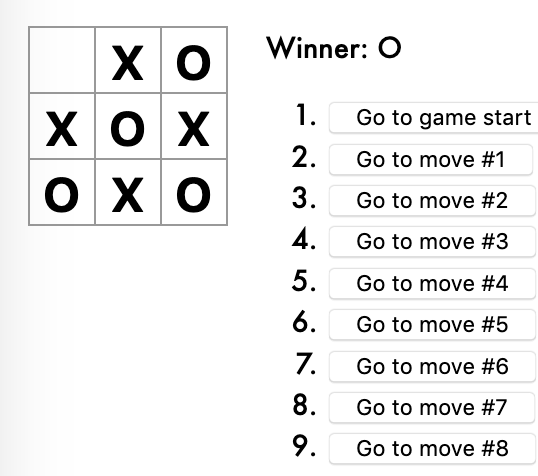 X O
X O X
O X O
Winner: O
1. Go to game start
2. Go to move #1
3. Go to move #2
4. Go to move #3
5. Go to move #4
6. Go to move #5
7. Go to move #6
8. Go to move #7
9. Go to move #8